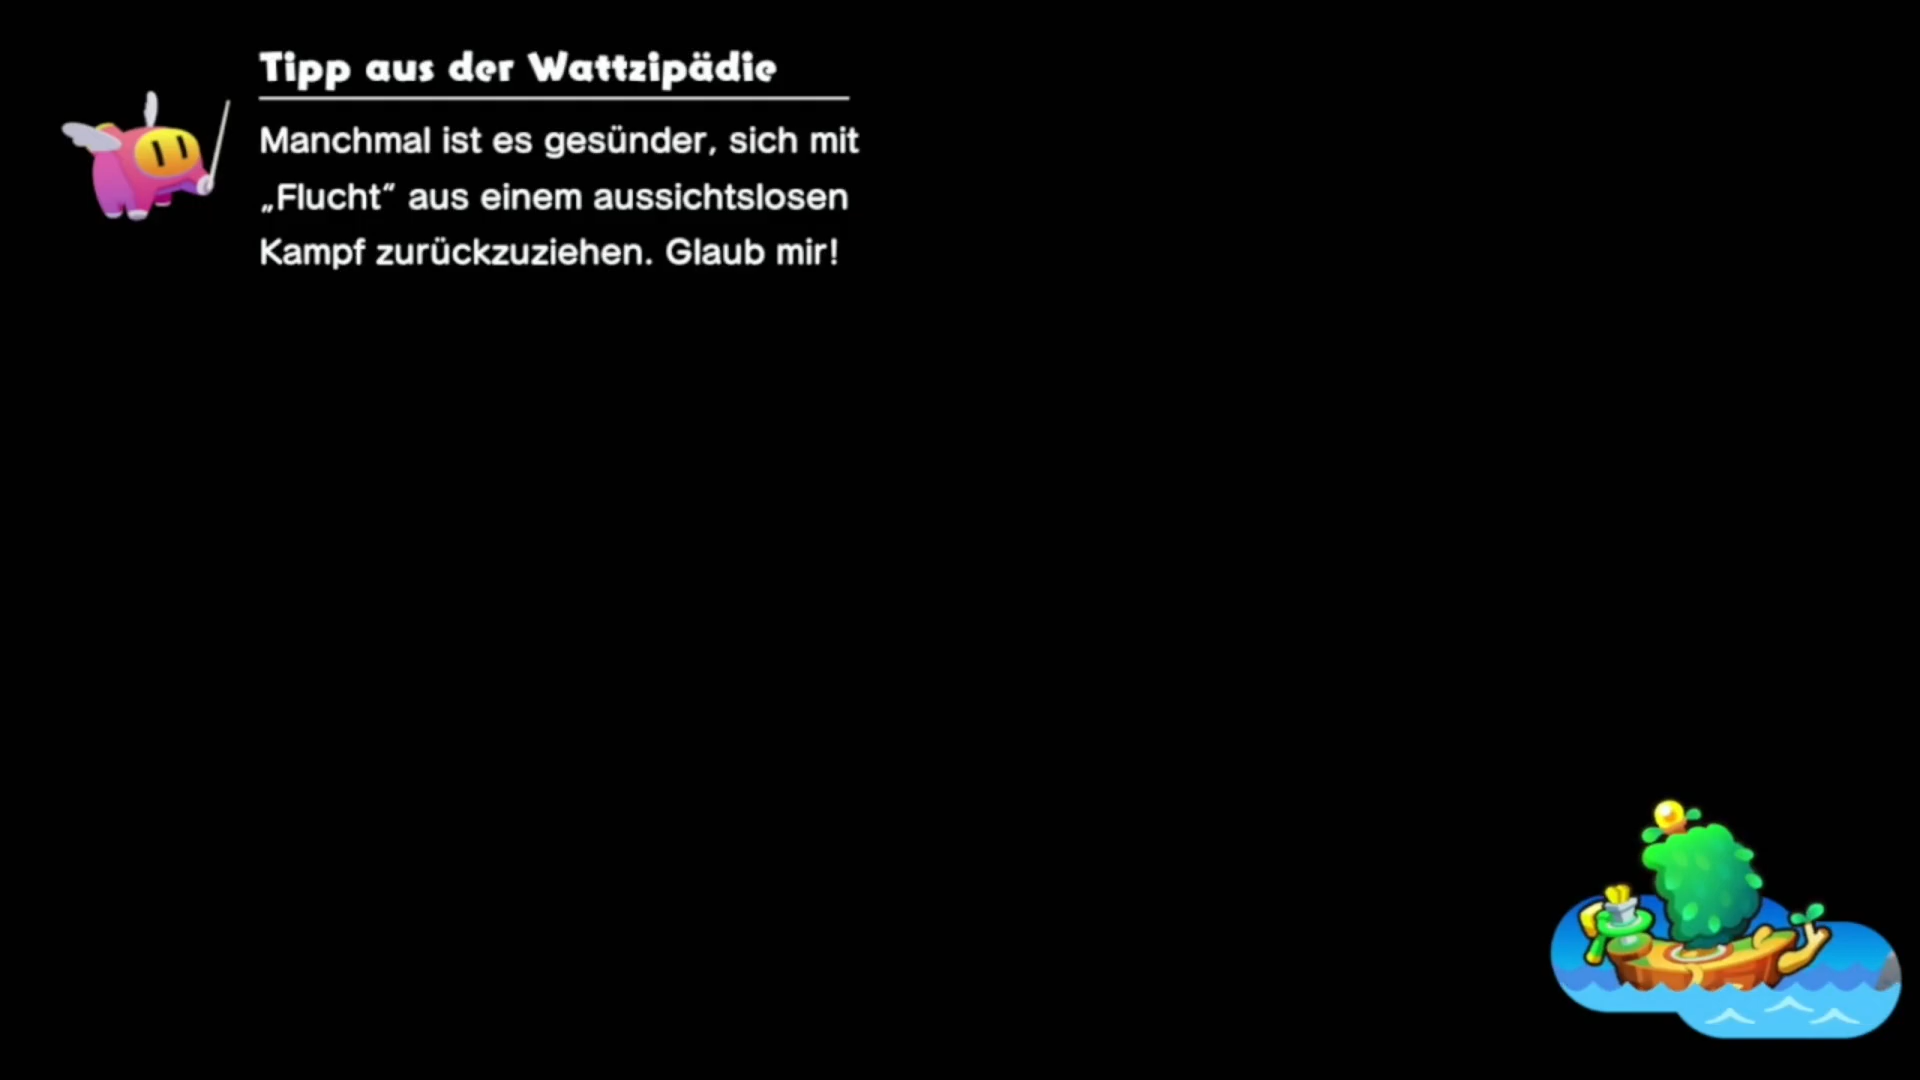 Tipp aus der Wattzipädie
Manchmal ist es gesünder, sich mit
„Flucht“ aus einem aussichtslosen
Kampf zurückzuziehen. Glaub mir!